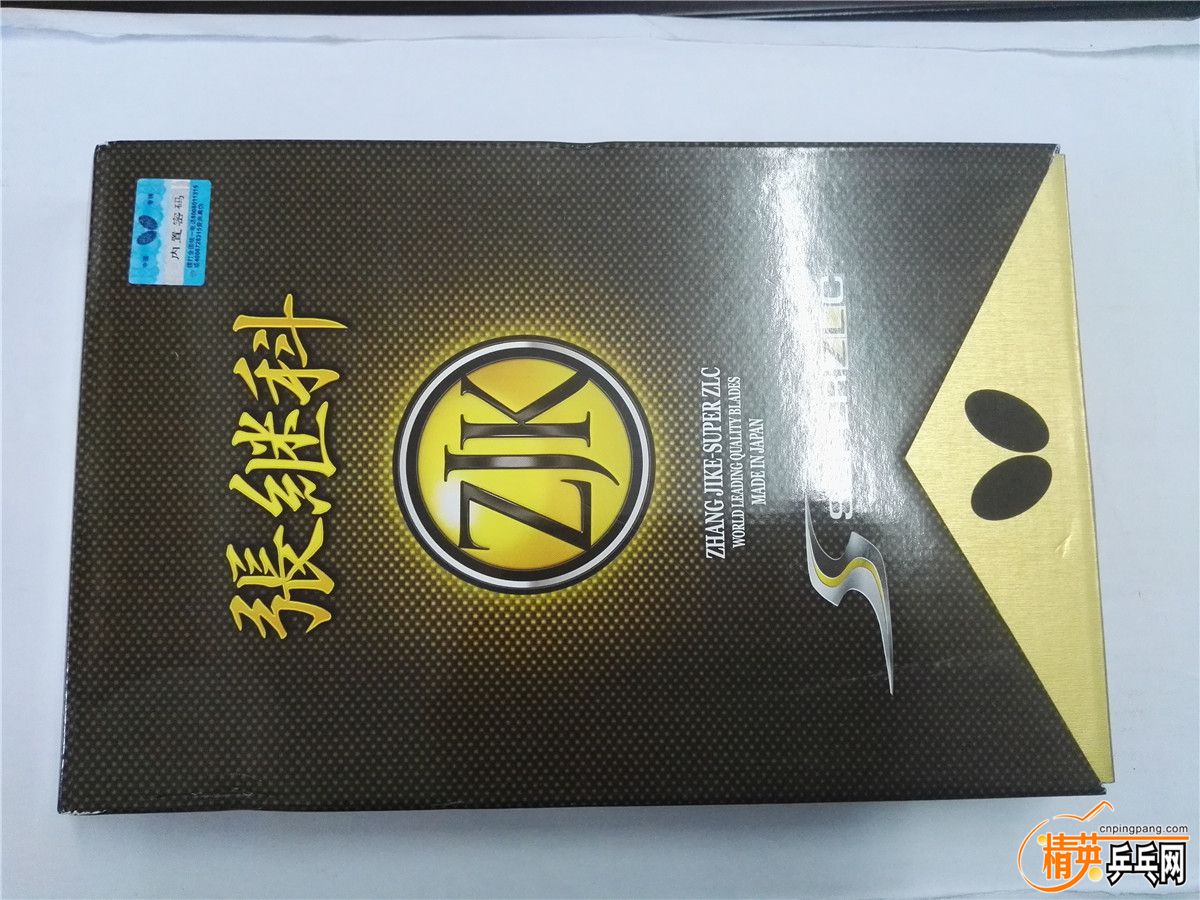 内置密码
張継科
ZJK
ZHANG JIKE-SUPER ZLC
WORLD LEADING QUALITY BLADES
MADE IN JAPAN
SUPER ZLC
cnpingpang.com
精英乒乓网